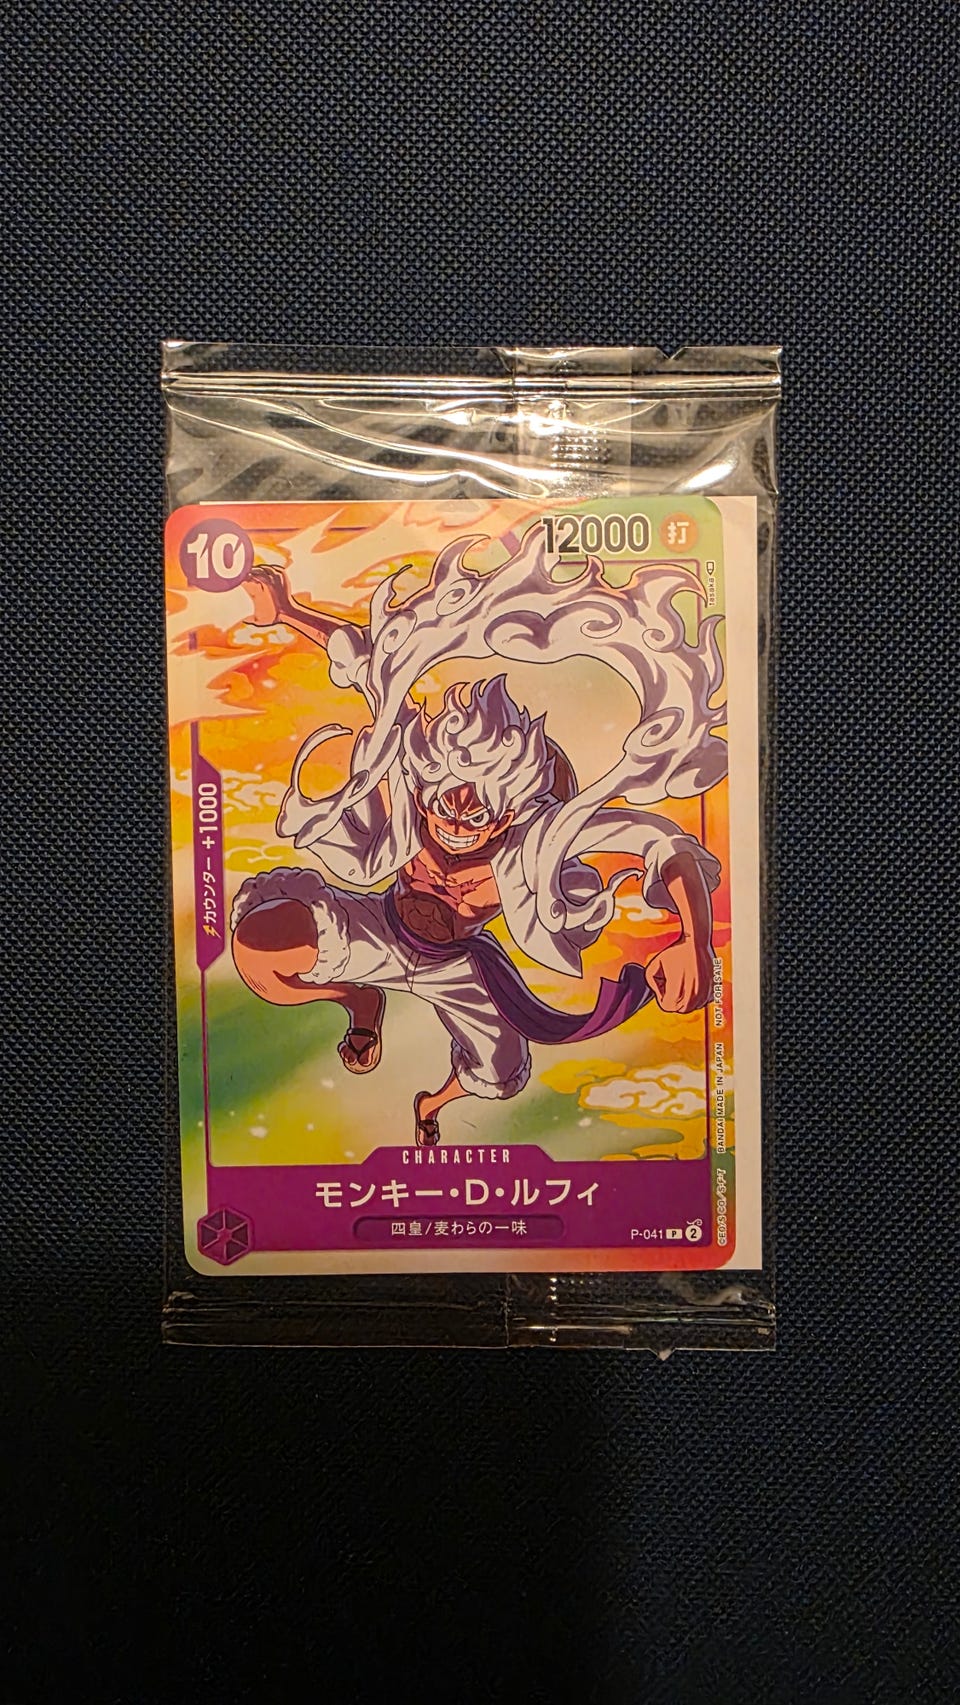 10
12000 打
tasaka
カウンター +1000
CHARACTER
モンキー・D・ルフィ
四皇/麦わらの一味
P-041 P 2
BANDAI MADE IN JAPAN NOT FOR SALE